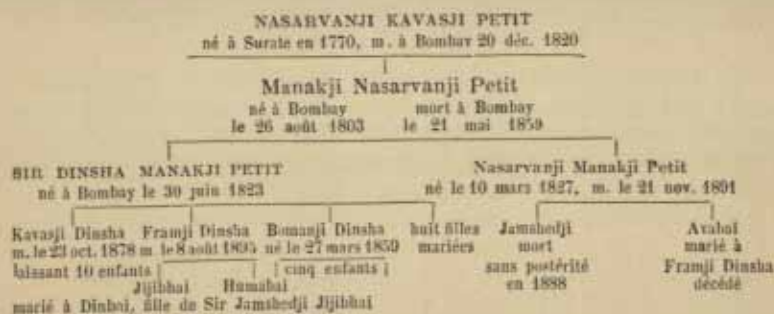 NASARVANJI KAVASJI PETIT
né à Surate en 1770, m. à Bombay 20 déc. 1820
Manakji Nasarvanji Petit
né à Bombay mort à Bombay
le 26 août 1803 le 21 mai 1859
SIR DINSHA MANAKJI PETIT Nasarvanji Manakji Petit
né à Bombay le 30 juin 1823 né le 10 mars 1827, m. le 21 nov. 1891
Kavasji Dinsha Framji Dinsha Bomanji Dinsha huit filles Jamshedji Avabai
m. le 23 oct. 1878 m le 8 août 1895 né le 27 mars 1859 mariées mort marié à
laissant 10 enfants cinq enfants sans postérité Framji Dinsha
Jijibhai Humabai en 1888 décédé
marié à Dinbai, fille de Sir Jamshedji Jijibhai